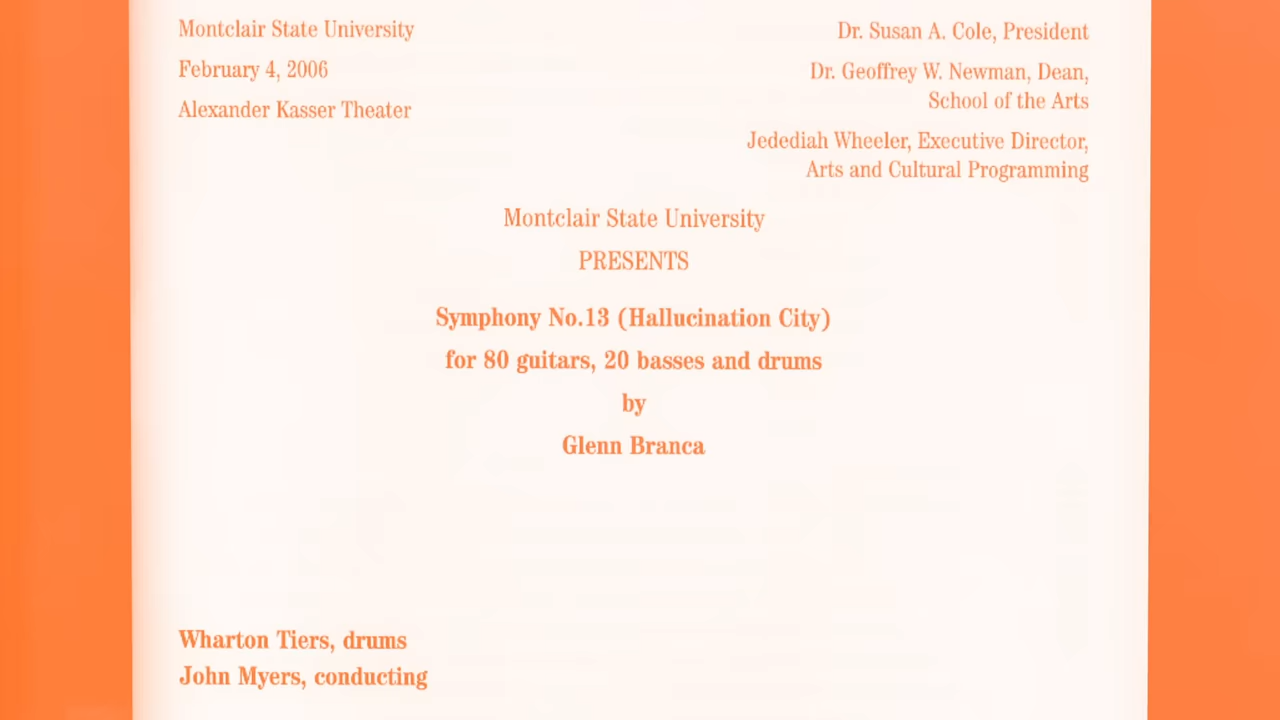 Montclair State University
February 4, 2006
Alexander Kasser Theater
Dr. Susan A. Cole, President
Dr. Geoffrey W. Newman, Dean,
School of the Arts
Jedediah Wheeler, Executive Director,
Arts and Cultural Programming
Montclair State University
PRESENTS
Symphony No.13 (Hallucination City)
for 80 guitars, 20 basses and drums
by
Glenn Branca
Wharton Tiers, drums
John Myers, conducting